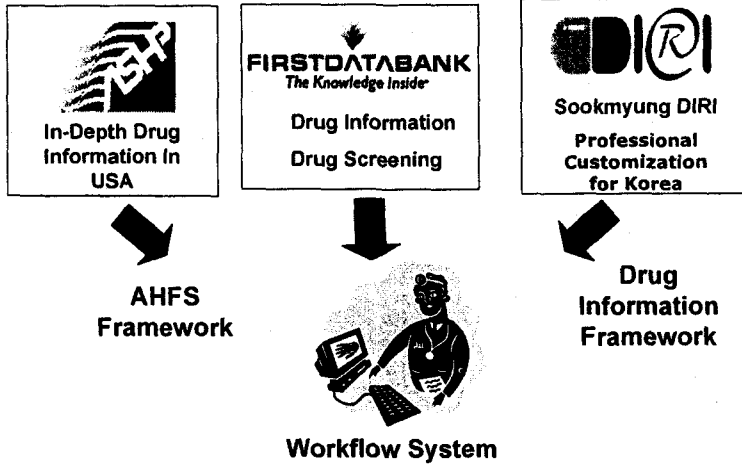 ASHP
In-Depth Drug
Information In
USA
FIRSTDATABANK
The Knowledge Inside
Drug Information
Drug Screening
DIRI
Sookmyung DIRI
Professional
Customization
for Korea
AHFS
Framework
Drug
Information
Framework
Workflow System